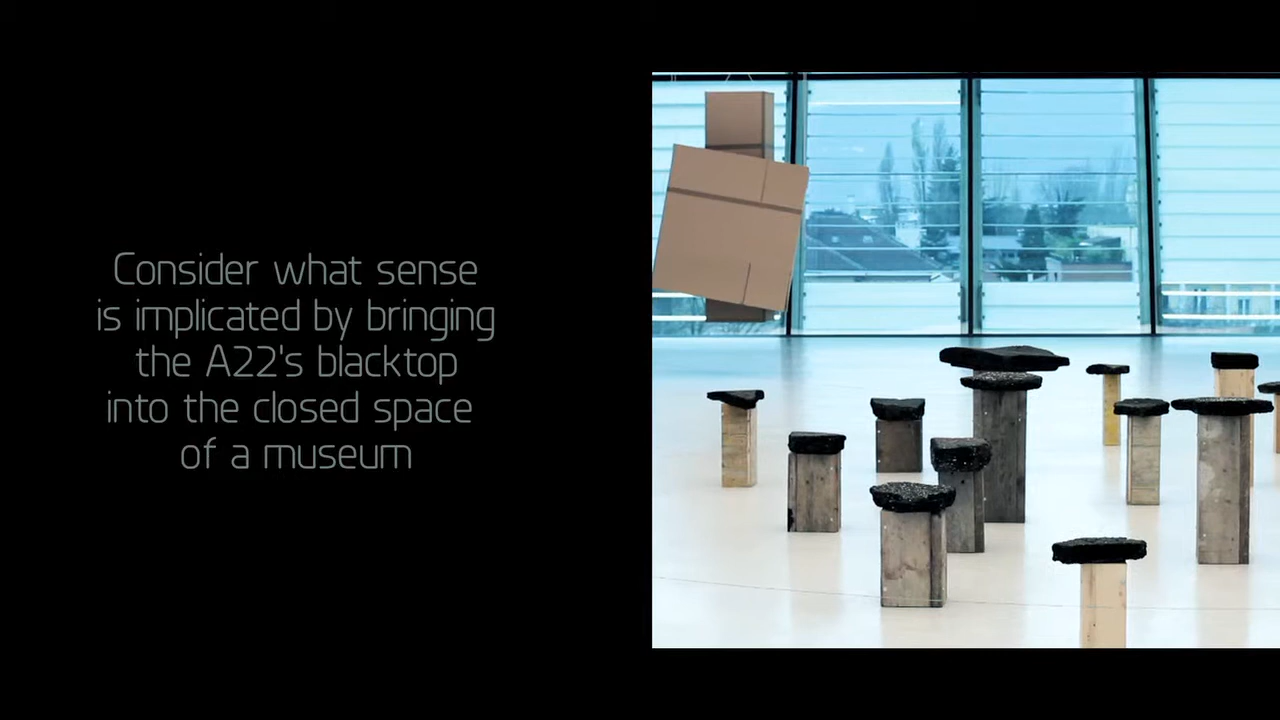 Consider what sense
is implicated by bringing
the A22's blacktop
into the closed space
of a museum